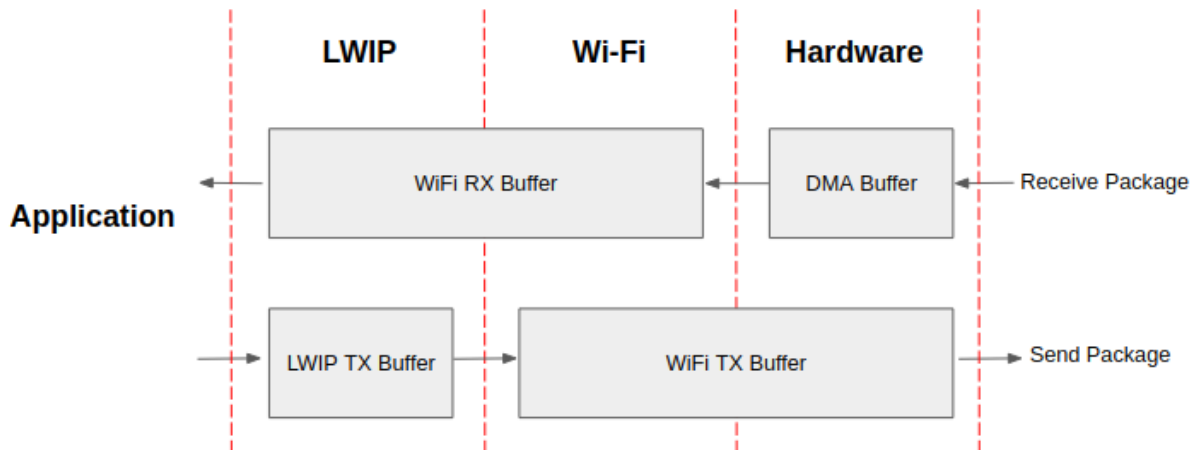 LWIP
Wi-Fi
Hardware
WiFi RX Buffer
DMA Buffer
Receive Package
Application
LWIP TX Buffer
WiFi TX Buffer
Send Package